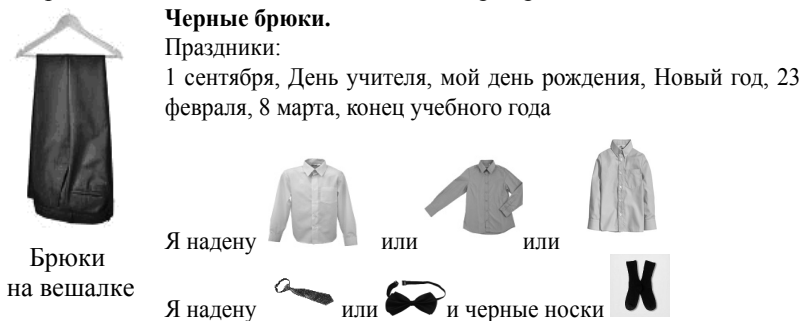 Черные брюки.
Праздники:
1 сентября, День учителя, мой день рождения, Новый год, 23
февраля, 8 марта, конец учебного года
Я надену или или
Брюки
на вешалке
Я надену или и черные носки